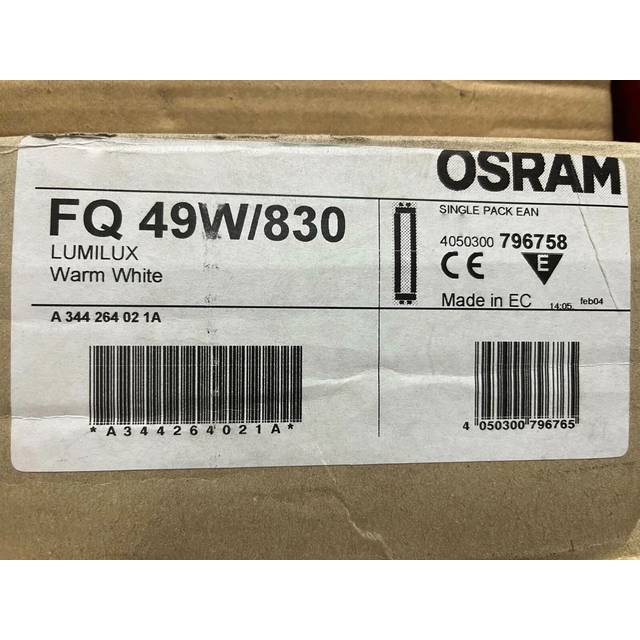 OSRAM
FQ 49W/830
LUMILUX
Warm White
SINGLE PACK EAN
4050300 796758
CE
E
Made in EC 14:05 feb04
A 344 264 02 1A
*A344264021A*
4 050300 796765